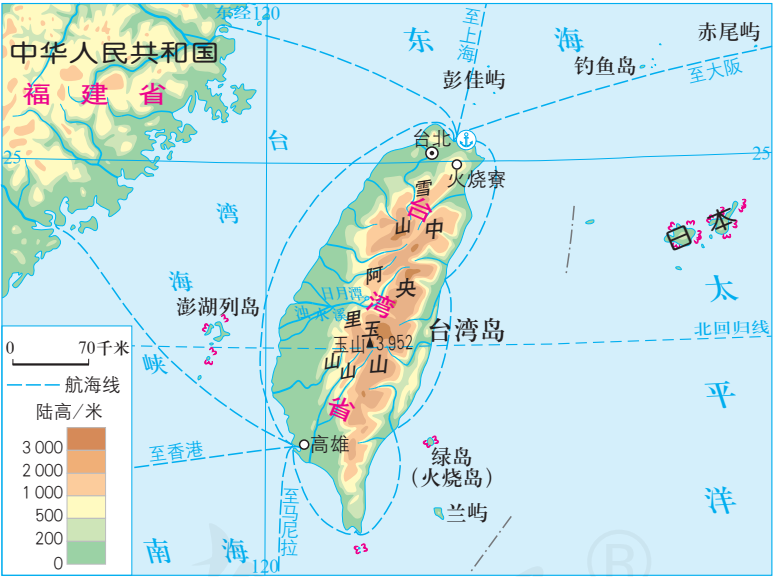 东经120
东海
赤尾屿
至上海
钓鱼岛
至大阪
彭佳屿
中华人民共和国
福建省
台湾海峡
25
25
台北
火烧寮
雪山
台湾省
中央山
阿里山
玉山
日月潭
浊水溪
日本
太平洋
澎湖列岛
台湾岛
北回归线
玉山▲3 952
0 70千米
航海线
陆高/米
3 000
2 000
1 000
500
200
0
至香港
高雄
绿岛
(火烧岛)
兰屿
至马尼拉
南海
120
®